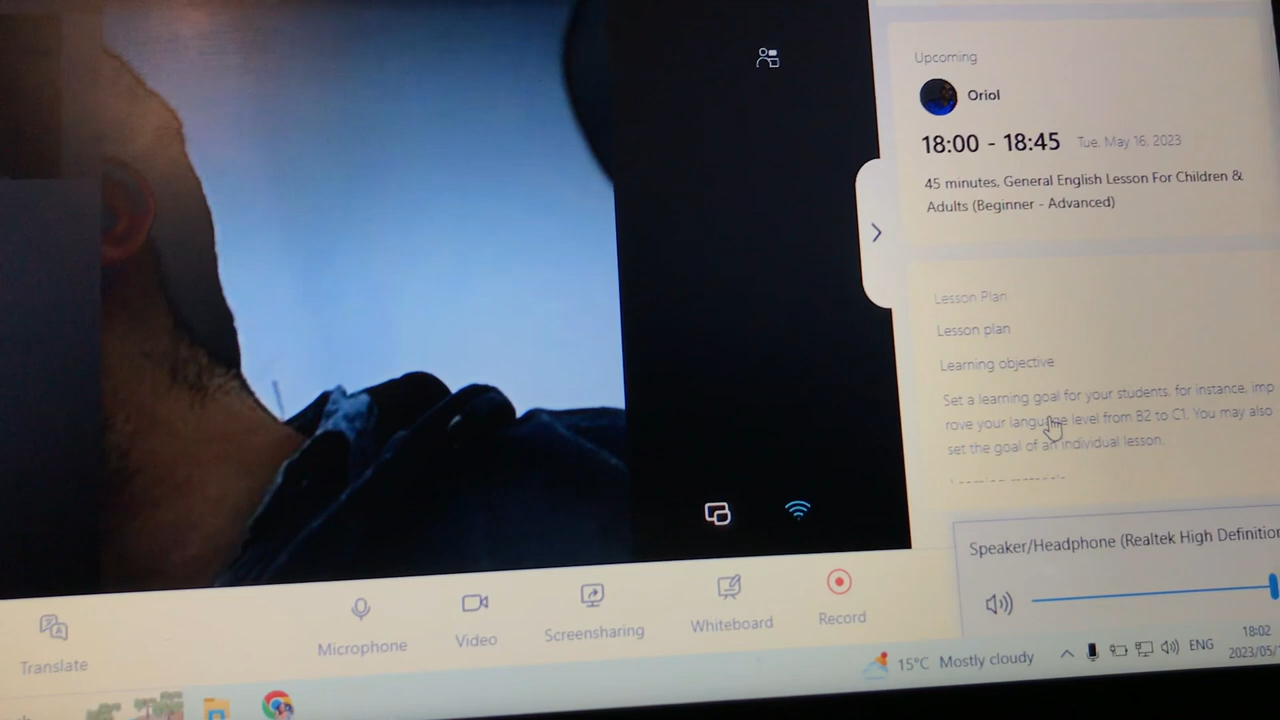 Upcoming
Oriol
18:00 - 18:45 Tue, May 16, 2023
45 minutes, General English Lesson For Children &
Adults (Beginner - Advanced)
Lesson Plan
Lesson plan
Learning objective
Set a learning goal for your students, for instance, imp
rove your language level from B2 to C1. You may also
set the goal of an individual lesson.
Speaker/Headphone (Realtek High Definition
Translate
Microphone
Video
Screensharing
Whiteboard
Record
15°C Mostly cloudy
ENG
18:02
2023/05/1